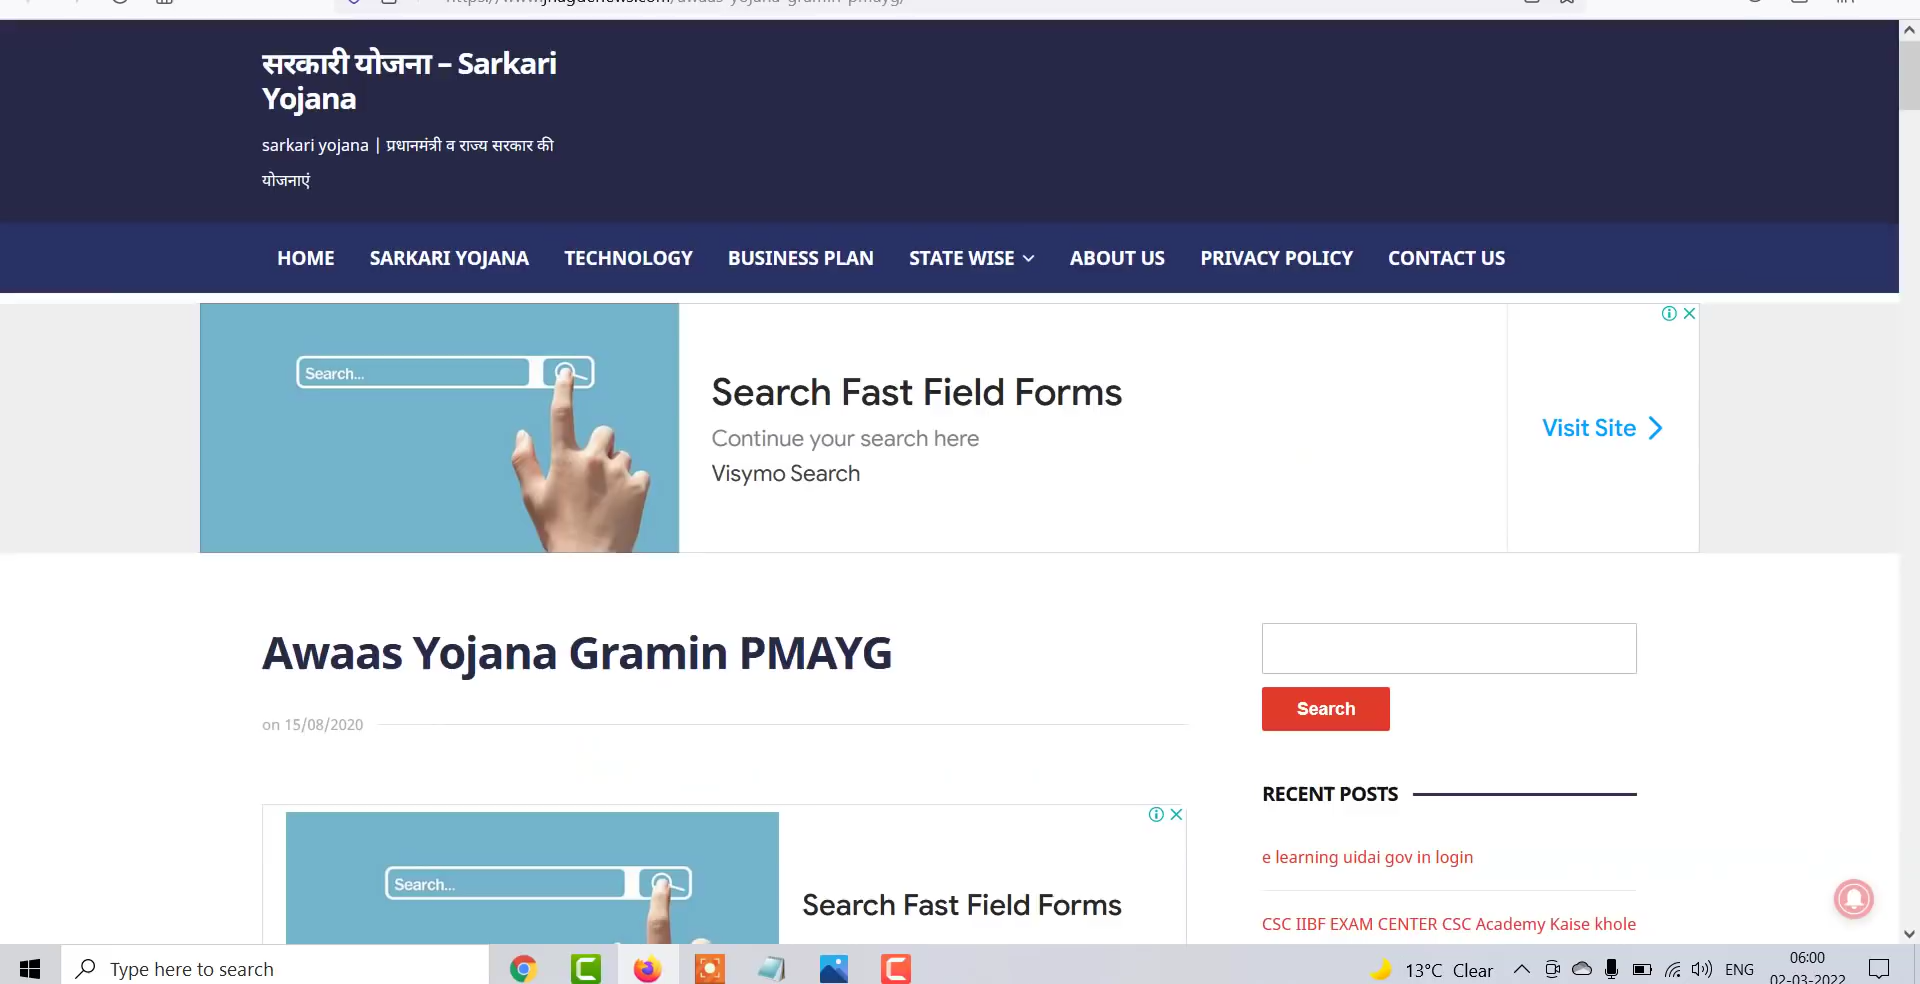 सरकारी योजना – Sarkari
Yojana
sarkari yojana | प्रधानमंत्री व राज्य सरकार की
योजनाएं
HOME SARKARI YOJANA TECHNOLOGY BUSINESS PLAN STATE WISE ABOUT US PRIVACY POLICY CONTACT US
Search...
Search Fast Field Forms
Continue your search here
Visymo Search
Visit Site
Awaas Yojana Gramin PMAYG
on 15/08/2020
Search
RECENT POSTS
e learning uidai gov in login
CSC IIBF EXAM CENTER CSC Academy Kaise khole
Search...
Search Fast Field Forms
Type here to search
13°C Clear
ENG
06:00
02-03-2022